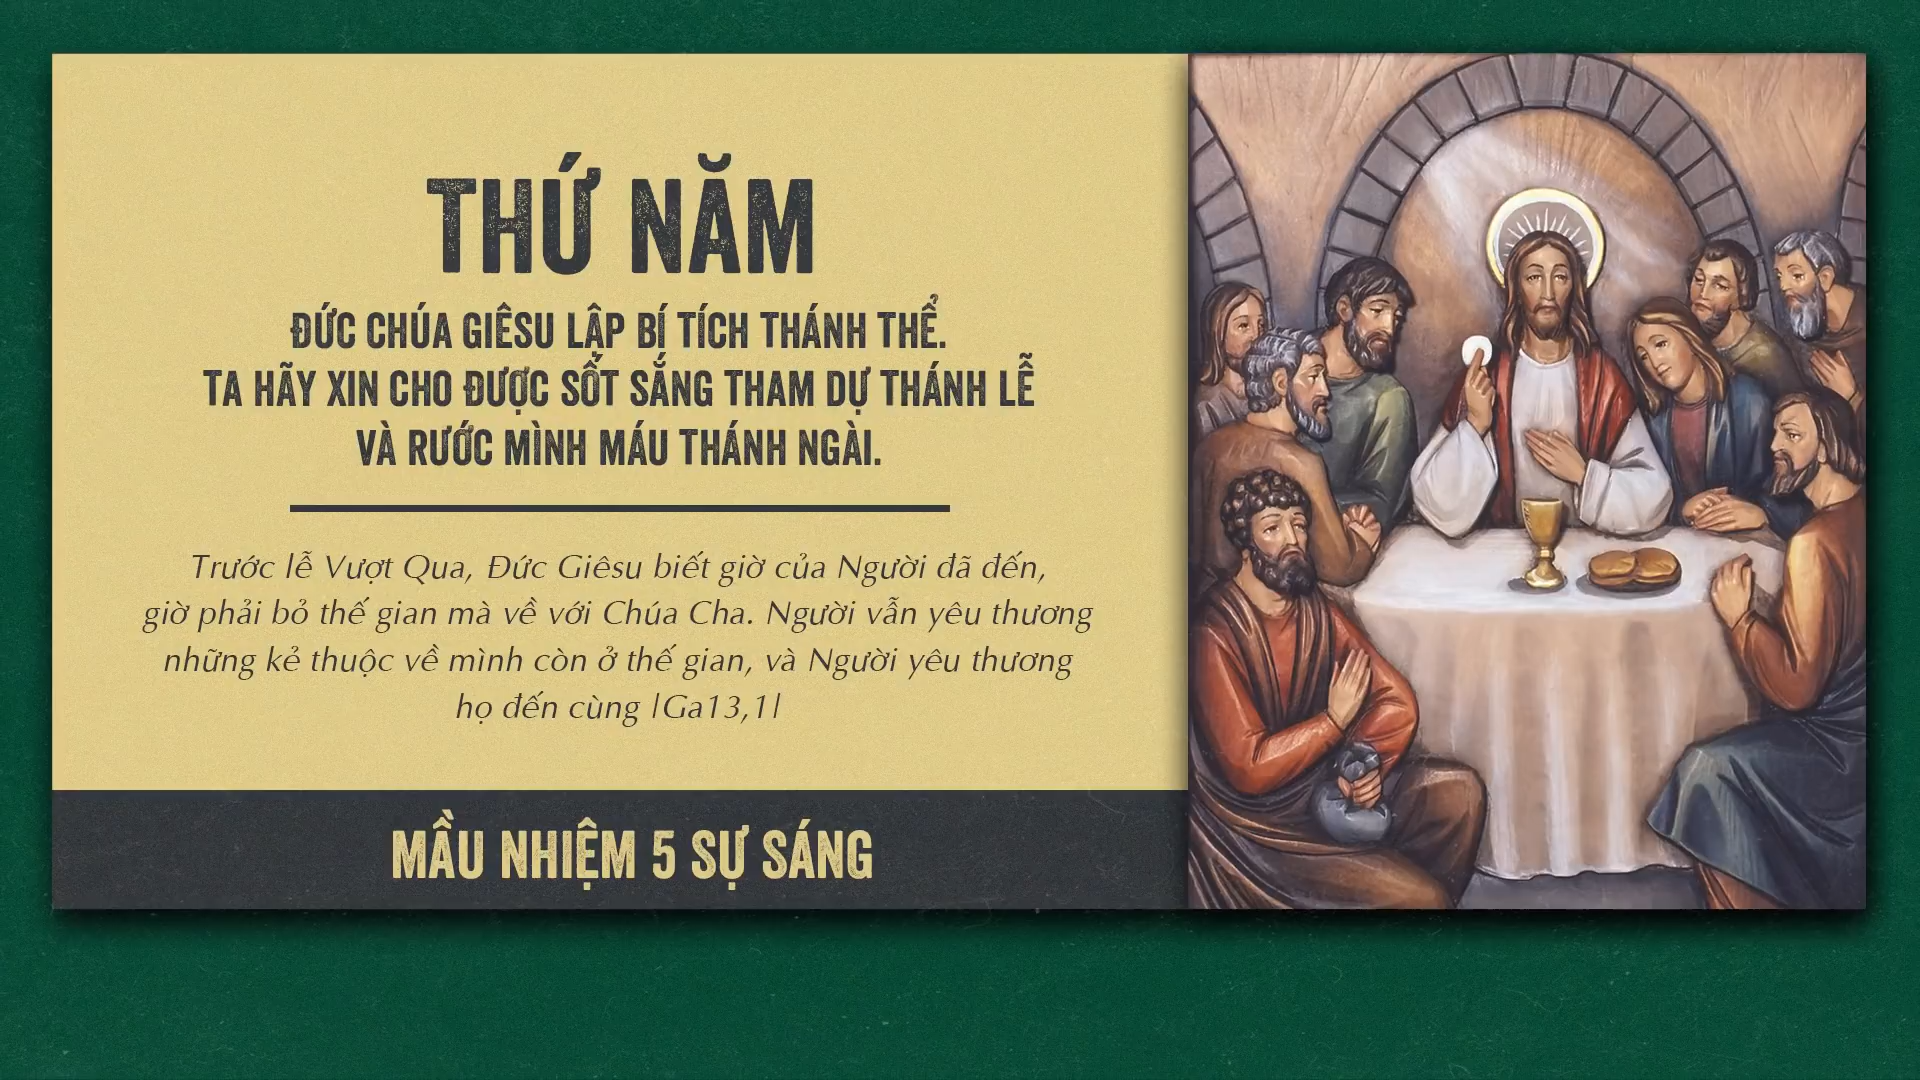 THỨ NĂM
ĐỨC CHÚA GIÊSU LẬP BÍ TÍCH THÁNH THỂ.
TA HÃY XIN CHO ĐƯỢC SỐT SẮNG THAM DỰ THÁNH LỄ
VÀ RƯỚC MÌNH MÁU THÁNH NGÀI.
Trước lễ Vượt Qua, Đức Giêsu biết giờ của Người đã đến,
giờ phải bỏ thế gian mà về với Chúa Cha. Người vẫn yêu thương
những kẻ thuộc về mình còn ở thế gian, và Người yêu thương
họ đến cùng |Ga13,1|
MẦU NHIỆM 5 SỰ SÁNG